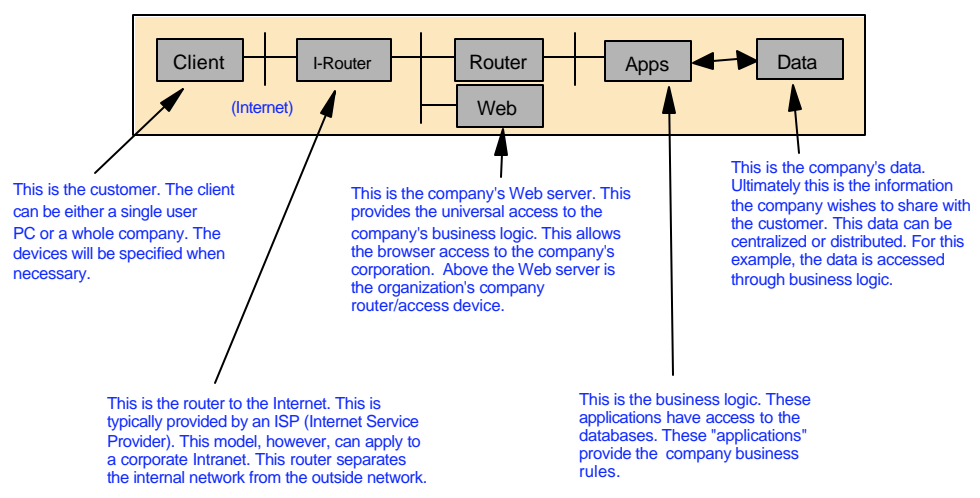 Client
I-Router
Router
Apps
Data
(Internet)
Web
This is the customer. The client
can be either a single user
PC or a whole company. The
devices will be specified when
necessary.
This is the company's Web server. This
provides the universal access to the
company's business logic. This allows
the browser access to the company's
corporation. Above the Web server is
the organization's company
router/access device.
This is the company's data.
Ultimately this is the information
the company wishes to share with
the customer. This data can be
centralized or distributed. For this
example, the data is accessed
through business logic.
This is the router to the Internet. This is
typically provided by an ISP (Internet Service
Provider). This model, however, can apply to
a corporate Intranet. This router separates
the internal network from the outside network.
This is the business logic. These
applications have access to the
databases. These "applications"
provide the company business
rules.